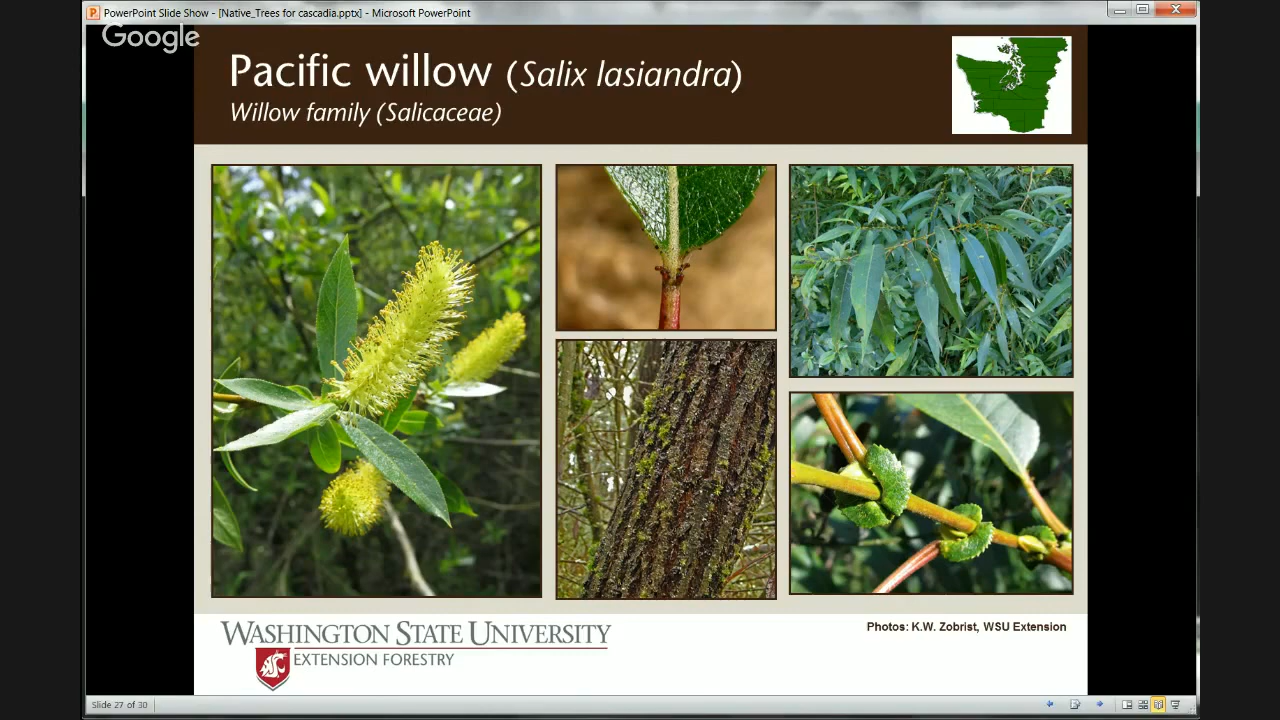 PowerPoint Slide Show - [Native_Trees for cascadia.pptx] - Microsoft PowerPoint
Google
Pacific willow (Salix lasiandra)
Willow family (Salicaceae)
WASHINGTON STATE UNIVERSITY
EXTENSION FORESTRY
Photos: K.W. Zobrist, WSU Extension
Slide 27 of 30